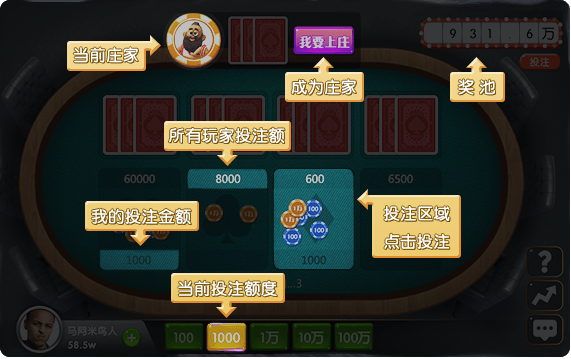 当前庄家
我要上庄
931.6万
投注
成为庄家
奖池
所有玩家投注额
60000
8000
600
6500
我的投注金额
投注区域
点击投注
100
1000
1000
当前投注额度
...3
马阿米鸟人
58.5w
100
1000
1万
10万
100万
?